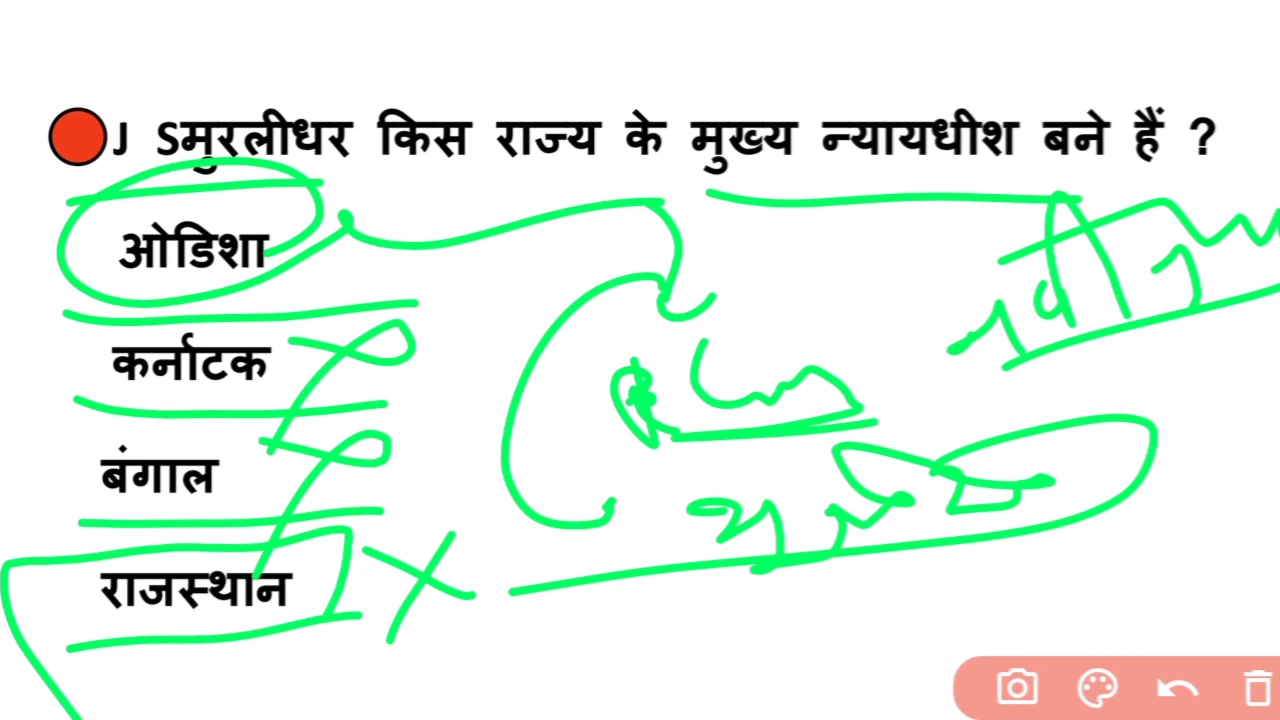 J Sमुरलीधर किस राज्य के मुख्य न्यायधीश बने हैं ?
ओडिशा
कर्नाटक
बंगाल
राजस्थान